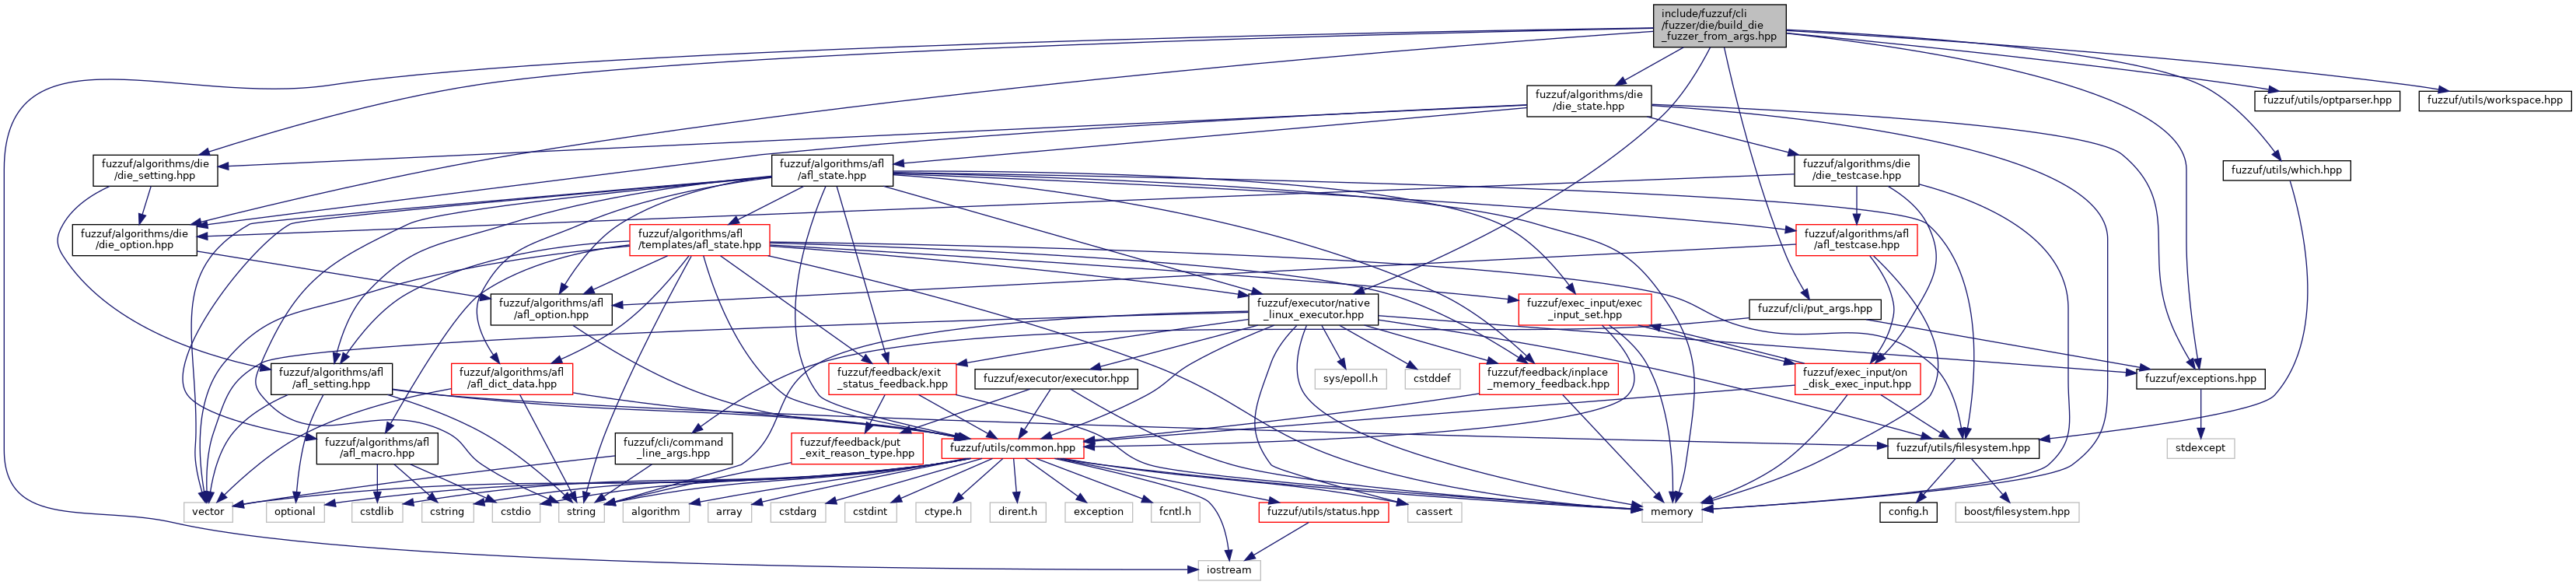 include/fuzzuf/cli
/fuzzer/die/build_die
_fuzzer_from_args.hpp
fuzzuf/algorithms/die
/die_state.hpp
fuzzuf/utils/optparser.hpp
fuzzuf/utils/workspace.hpp
fuzzuf/algorithms/die
/die_setting.hpp
fuzzuf/algorithms/afl
/afl_state.hpp
fuzzuf/algorithms/die
/die_testcase.hpp
fuzzuf/utils/which.hpp
fuzzuf/algorithms/die
/die_option.hpp
fuzzuf/algorithms/afl
/templates/afl_state.hpp
fuzzuf/algorithms/afl
/afl_testcase.hpp
fuzzuf/algorithms/afl
/afl_option.hpp
fuzzuf/executor/native
_linux_executor.hpp
fuzzuf/exec_input/exec
_input_set.hpp
fuzzuf/cli/put_args.hpp
fuzzuf/algorithms/afl
/afl_setting.hpp
fuzzuf/algorithms/afl
/afl_dict_data.hpp
fuzzuf/feedback/exit
_status_feedback.hpp
fuzzuf/executor/executor.hpp
sys/epoll.h
cstddef
fuzzuf/feedback/inplace
_memory_feedback.hpp
fuzzuf/exec_input/on
_disk_exec_input.hpp
fuzzuf/exceptions.hpp
fuzzuf/algorithms/afl
/afl_macro.hpp
fuzzuf/cli/command
_line_args.hpp
fuzzuf/feedback/put
_exit_reason_type.hpp
fuzzuf/utils/common.hpp
fuzzuf/utils/filesystem.hpp
stdexcept
vector
optional
cstdlib
cstring
cstdio
string
algorithm
array
cstdarg
cstdint
ctype.h
dirent.h
exception
fcntl.h
fuzzuf/utils/status.hpp
cassert
memory
config.h
boost/filesystem.hpp
iostream